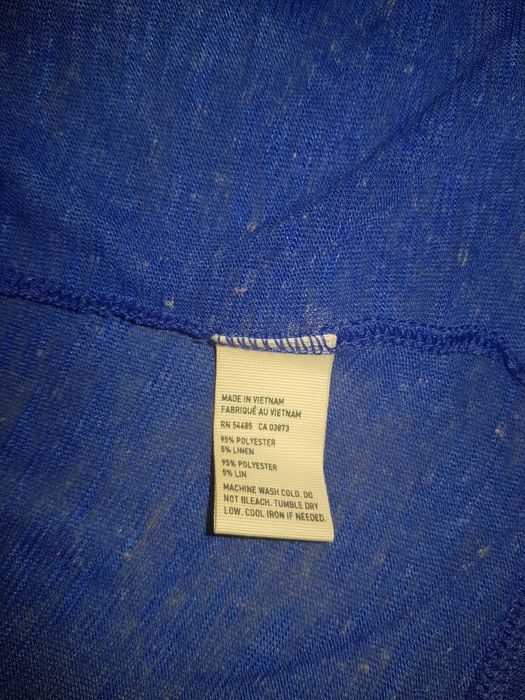 MADE IN VIETNAM
FABRIQUÉ AU VIETNAM
RN 54485 CA 03873
95% POLYESTER
5% LINEN
95% POLYESTER
5% LIN
MACHINE WASH COLD. DO
NOT BLEACH. TUMBLE DRY
LOW. COOL IRON IF NEEDED.